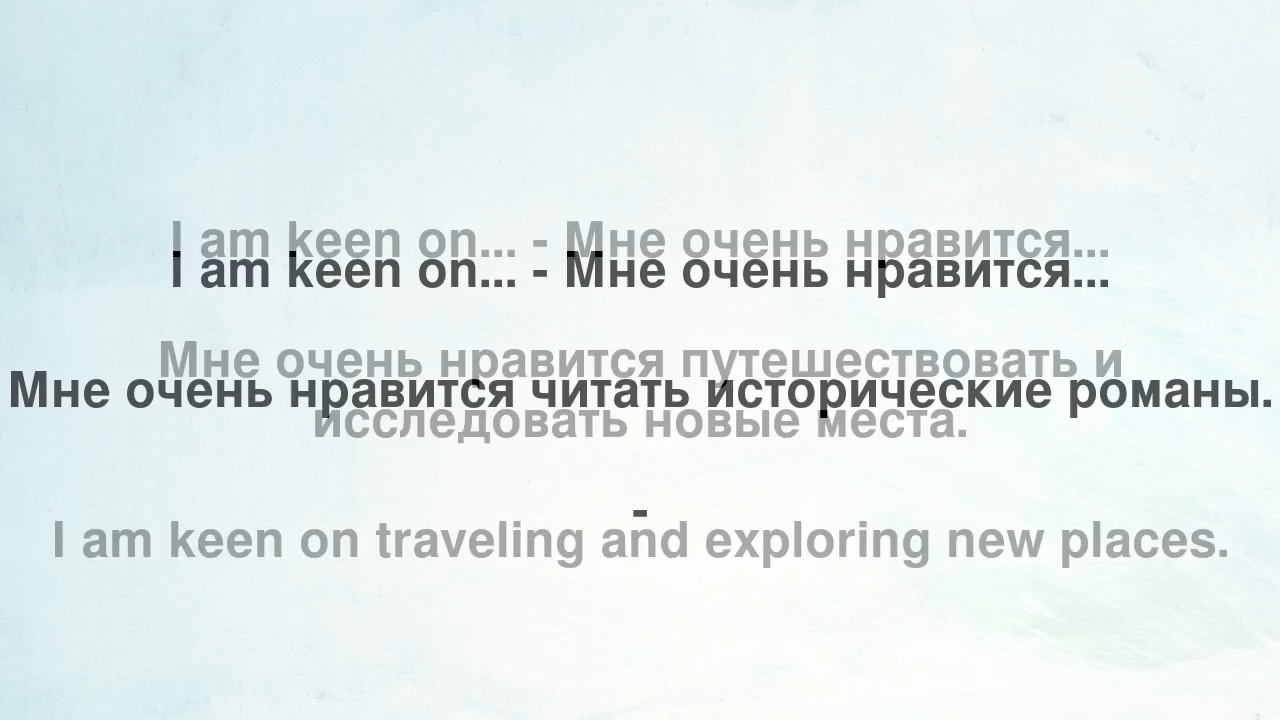 I am keen on... - Мне очень нравится...
I am keen on... - Мне очень нравится...
Мне очень нравится путешествовать и
Мне очень нравится читать исторические романы.
исследовать новые места.
-
I am keen on traveling and exploring new places.